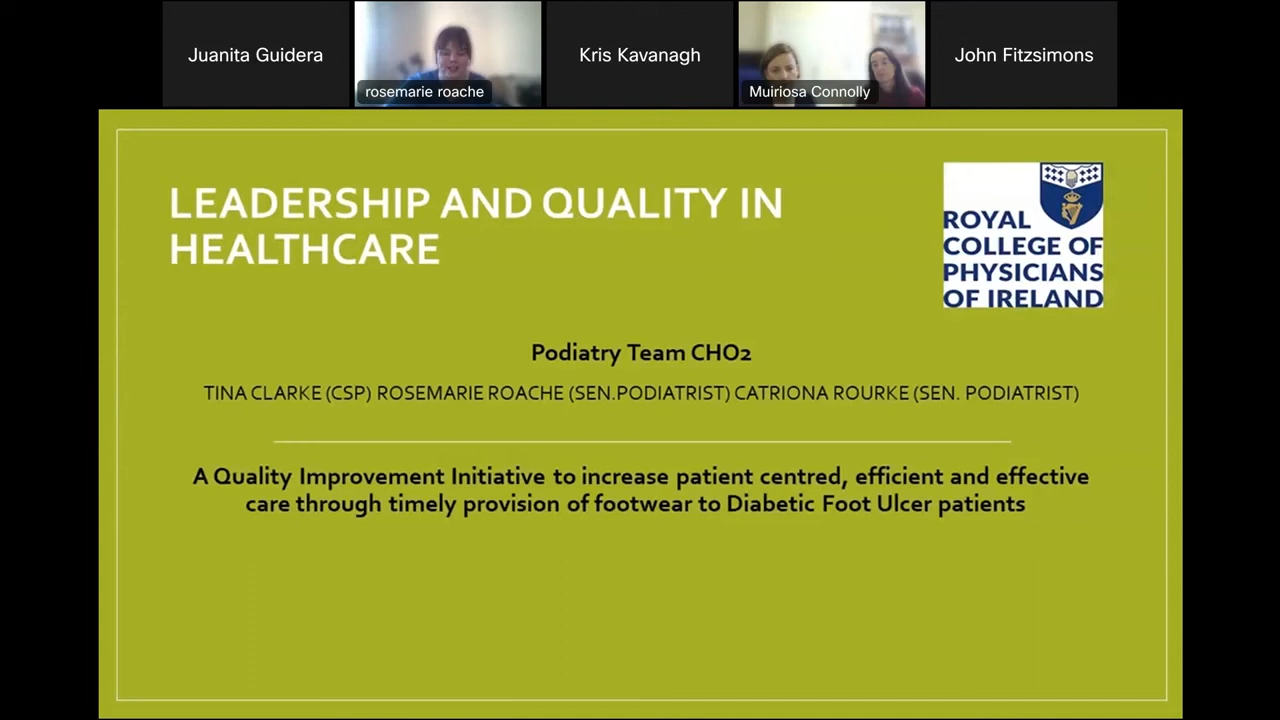 Juanita Guidera
rosemarie roache
Kris Kavanagh
Muiriosa Connolly
John Fitzsimons
LEADERSHIP AND QUALITY IN
HEALTHCARE
ROYAL
COLLEGE OF
PHYSICIANS
OF IRELAND
Podiatry Team CHO2
TINA CLARKE (CSP) ROSEMARIE ROACHE (SEN.PODIATRIST) CATRIONA ROURKE (SEN. PODIATRIST)
A Quality Improvement Initiative to increase patient centred, efficient and effective
care through timely provision of footwear to Diabetic Foot Ulcer patients